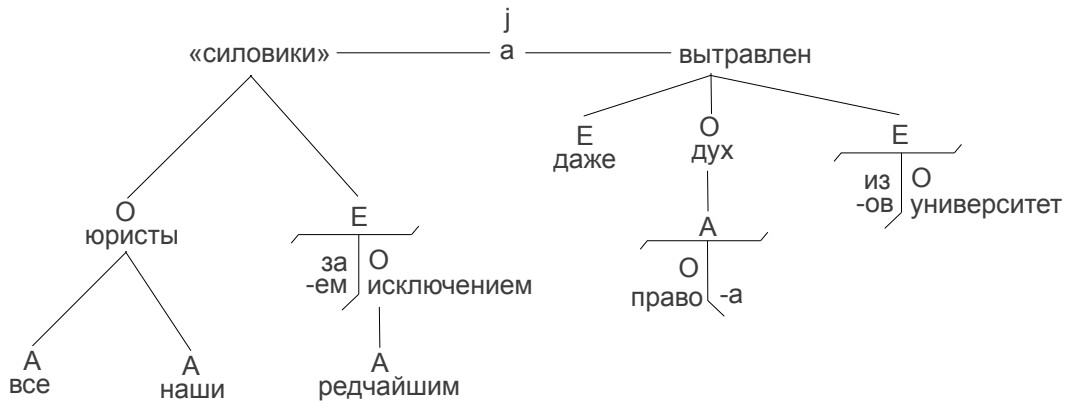 j
«силовики» а вытравлен
Е О Е
даже дух
из О
-ов университет
О Е А
юристы
за О О
-ем исключением право -а
А А А
все наши редчайшим